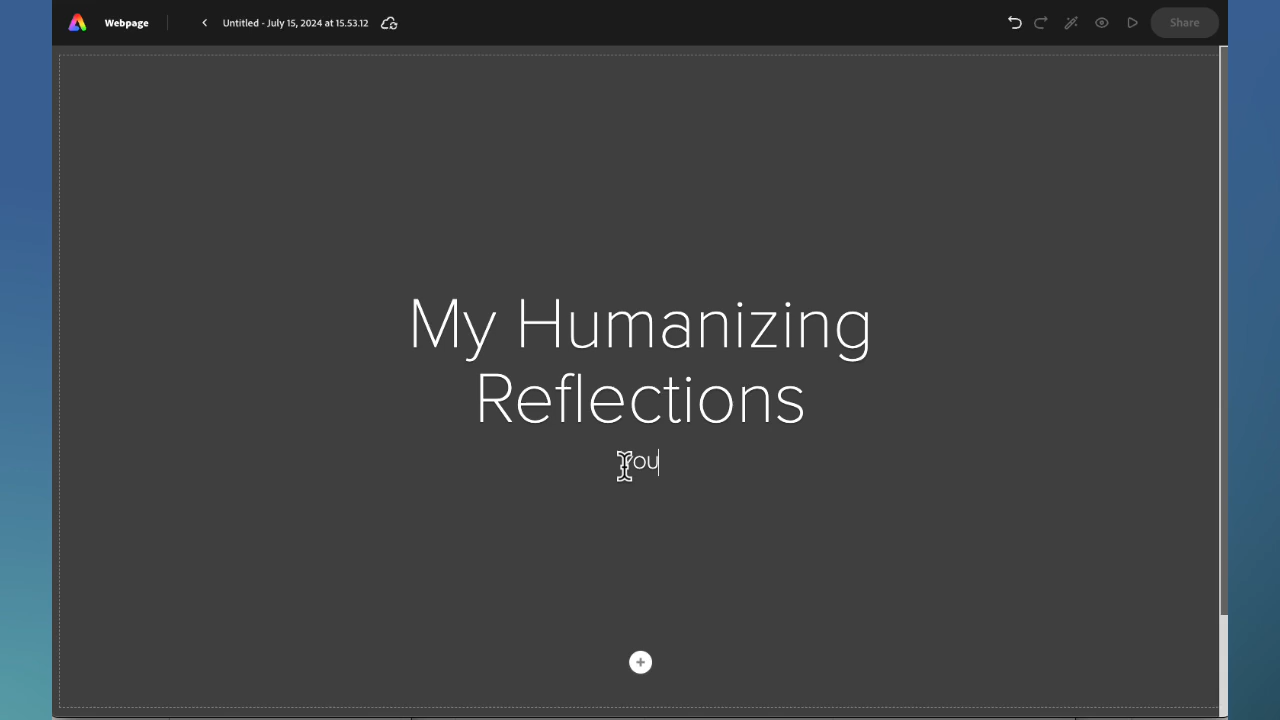 Webpage
Untitled - July 15, 2024 at 15.53.12
Share
My Humanizing
Reflections